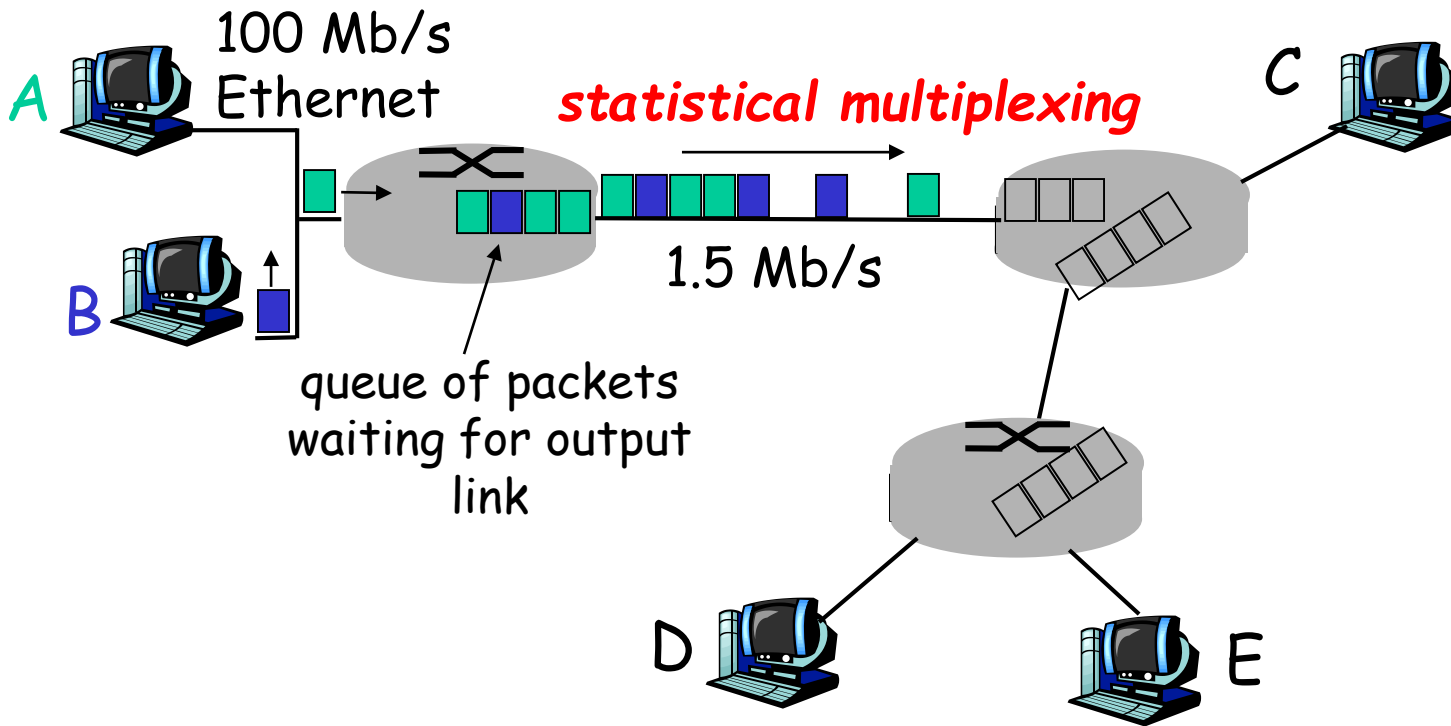 100 Mb/s
Ethernet
A
statistical multiplexing
C
B
1.5 Mb/s
queue of packets
waiting for output
link
D
E